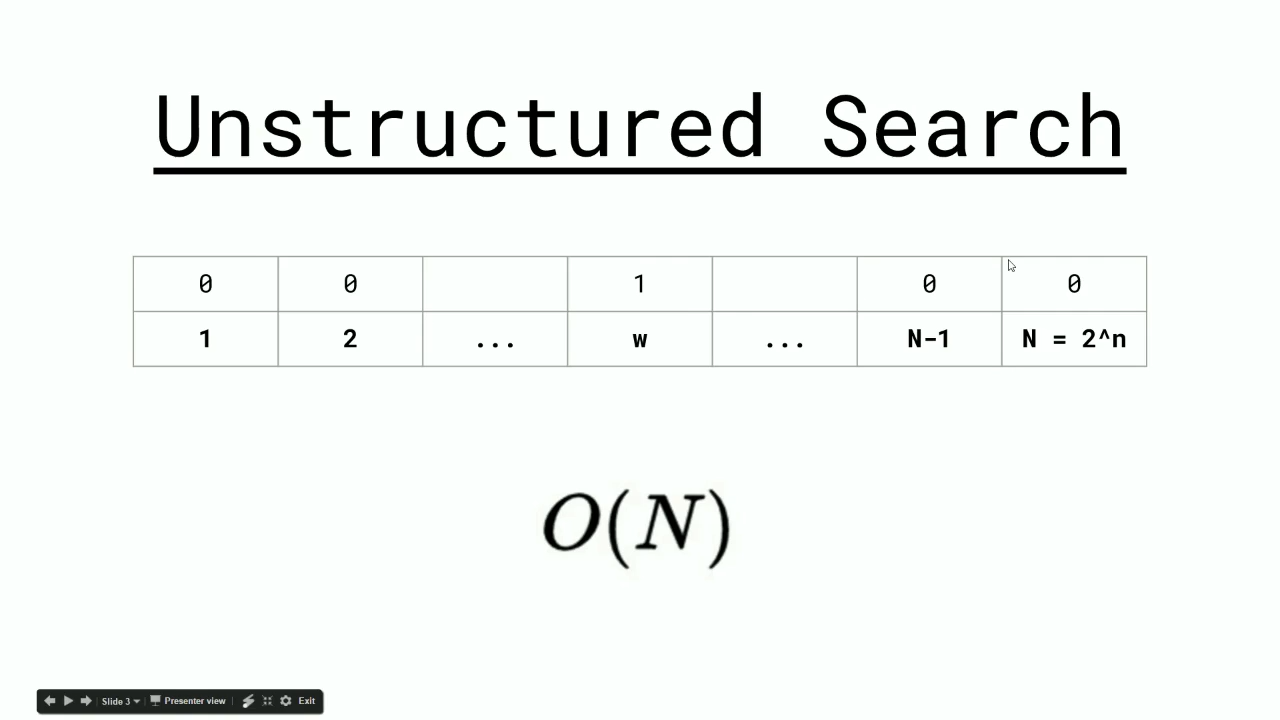 Unstructured Search
0 0 1 0 0
1 2 ... w ... N-1 N = 2^n
O(N)
Slide 3 Presenter view Exit